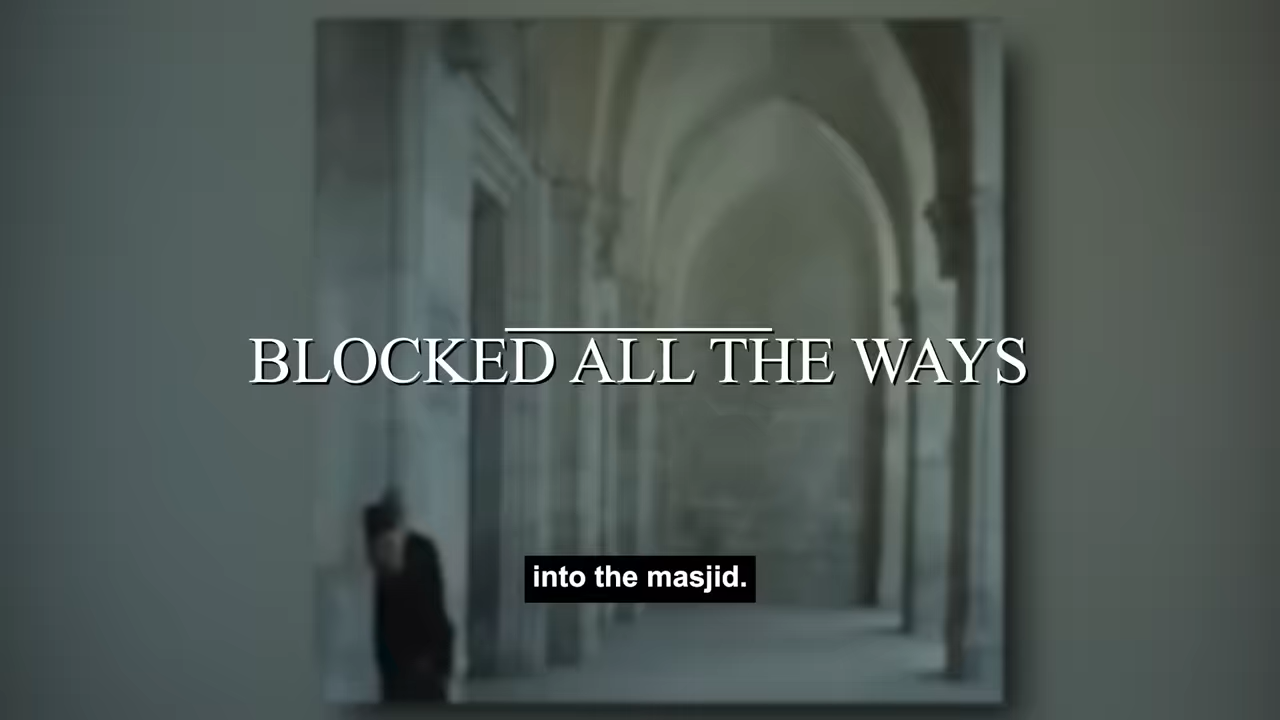 BLOCKED ALL THE WAYS
into the masjid.